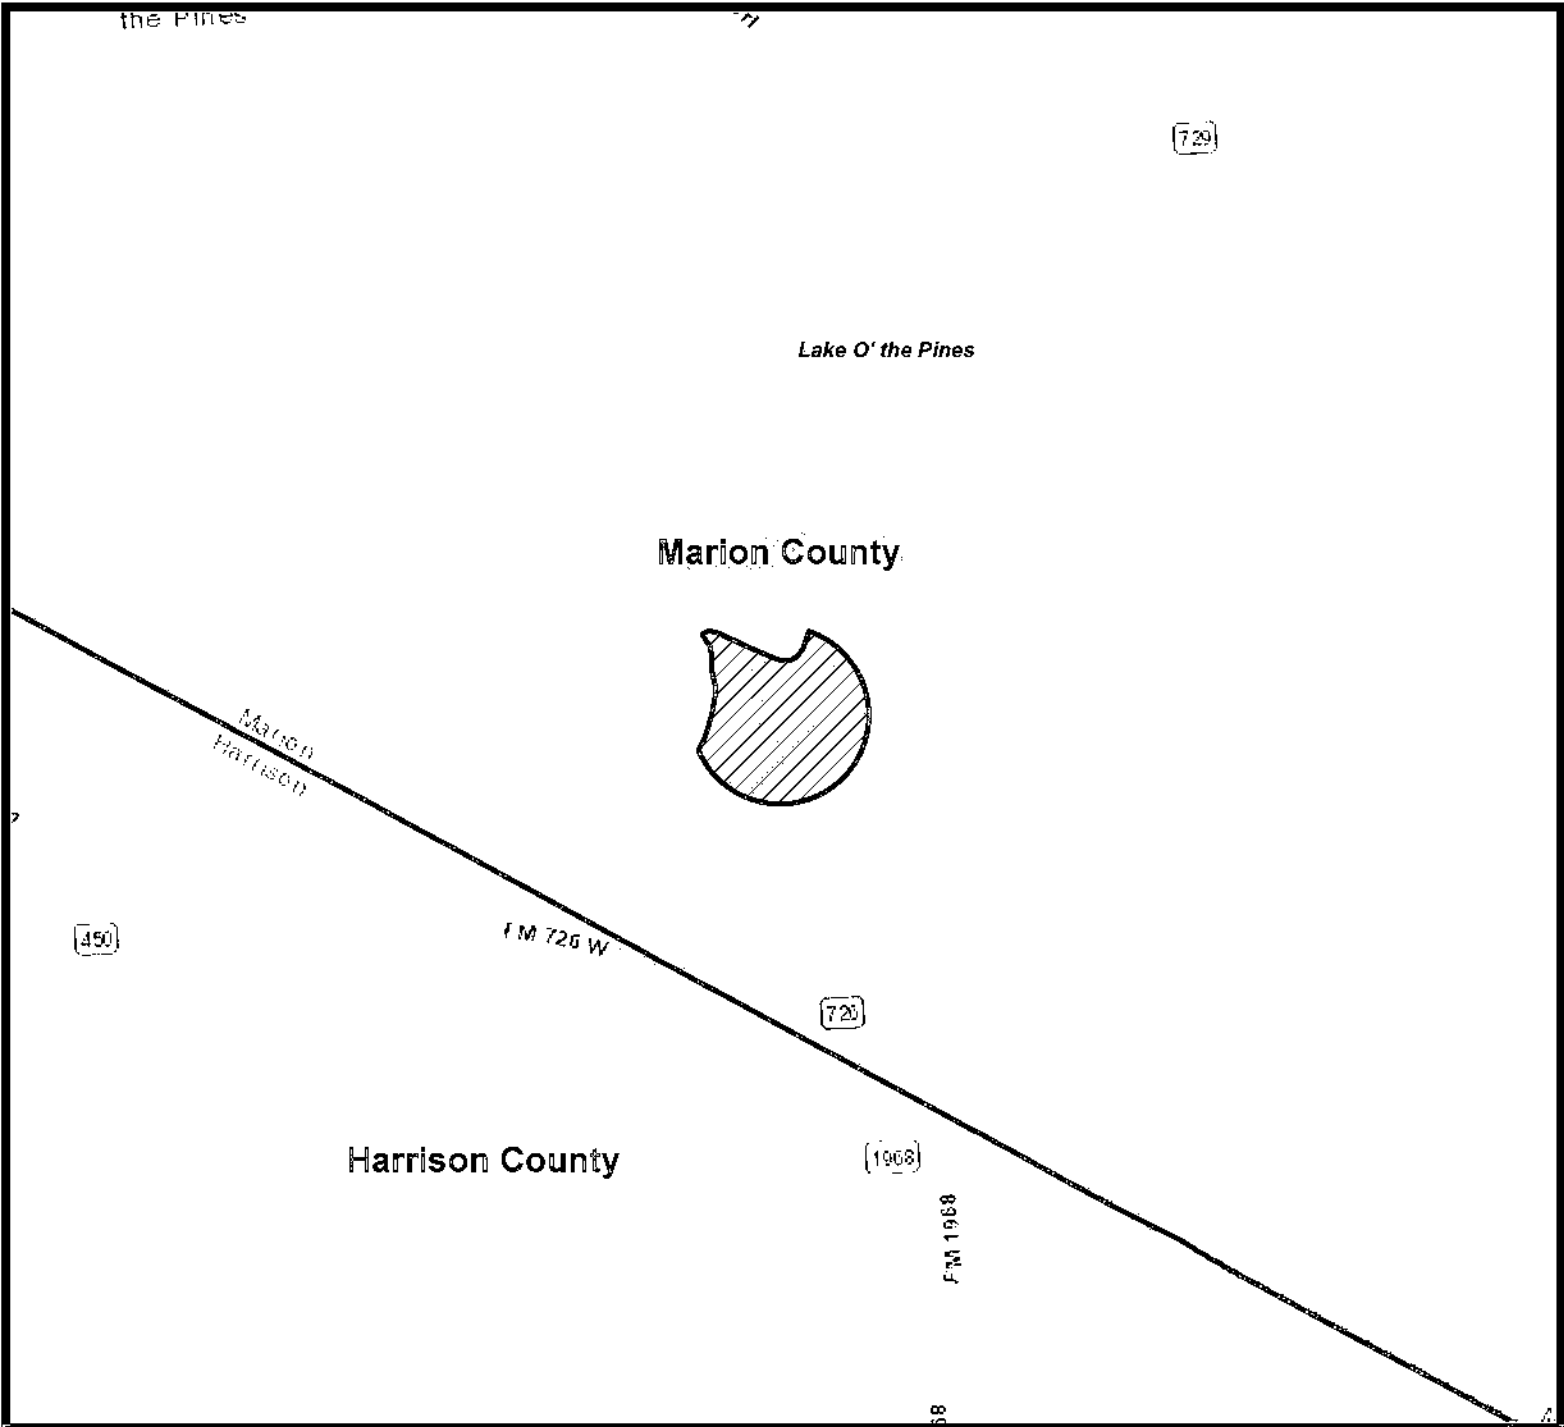 the Pines
729
Lake O' the Pines
Marion County
Marion
Harrison
450
FM 726 W
726
Harrison County
1968
FM 1968
68